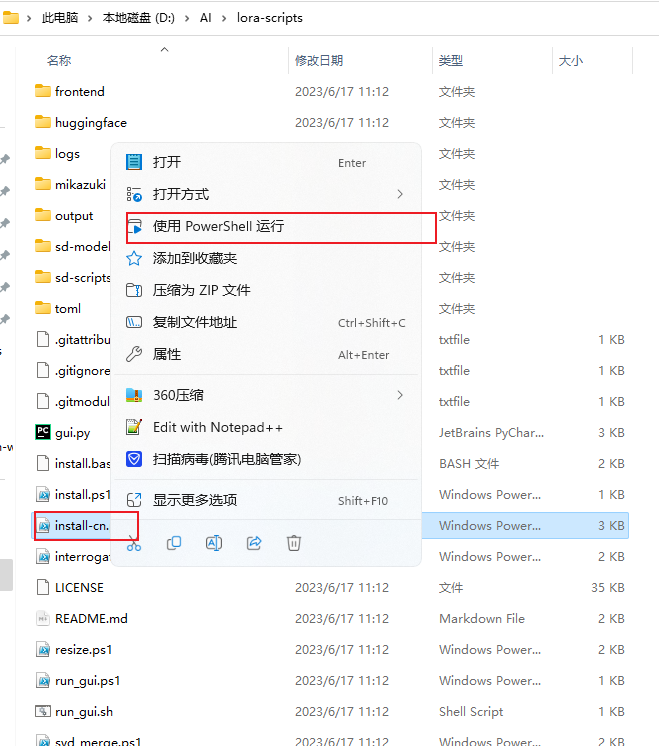 此电脑 > 本地磁盘 (D:) > AI > lora-scripts
名称 修改日期 类型 大小
frontend 2023/6/17 11:12 文件夹
huggingface 2023/6/17 11:12 文件夹
logs 文件夹
mikazuki 文件夹
output 文件夹
sd-model 文件夹
sd-scripts 文件夹
toml 文件夹
.gitattribu txtfile 1 KB
.gitignore txtfile 1 KB
.gitmodul txtfile 1 KB
gui.py JetBrains PyChar... 3 KB
install.bas BASH 文件 2 KB
install.ps1 Windows Power... 2 KB
install-cn. Windows Power... 3 KB
interroga Windows Power... 2 KB
LICENSE 2023/6/17 11:12 文件 35 KB
README.md 2023/6/17 11:12 Markdown File 2 KB
resize.ps1 2023/6/17 11:12 Windows Power... 2 KB
run_gui.ps1 2023/6/17 11:12 Windows Power... 1 KB
run_gui.sh 2023/6/17 11:12 Shell Script 1 KB
svd_merge.ps1 2023/6/17 11:12 Windows Power... 2 KB
打开 Enter
打开方式
使用 PowerShell 运行
添加到收藏夹
压缩为 ZIP 文件
复制文件地址 Ctrl+Shift+C
属性 Alt+Enter
360压缩
Edit with Notepad++
扫描病毒(腾讯电脑管家)
显示更多选项 Shift+F10